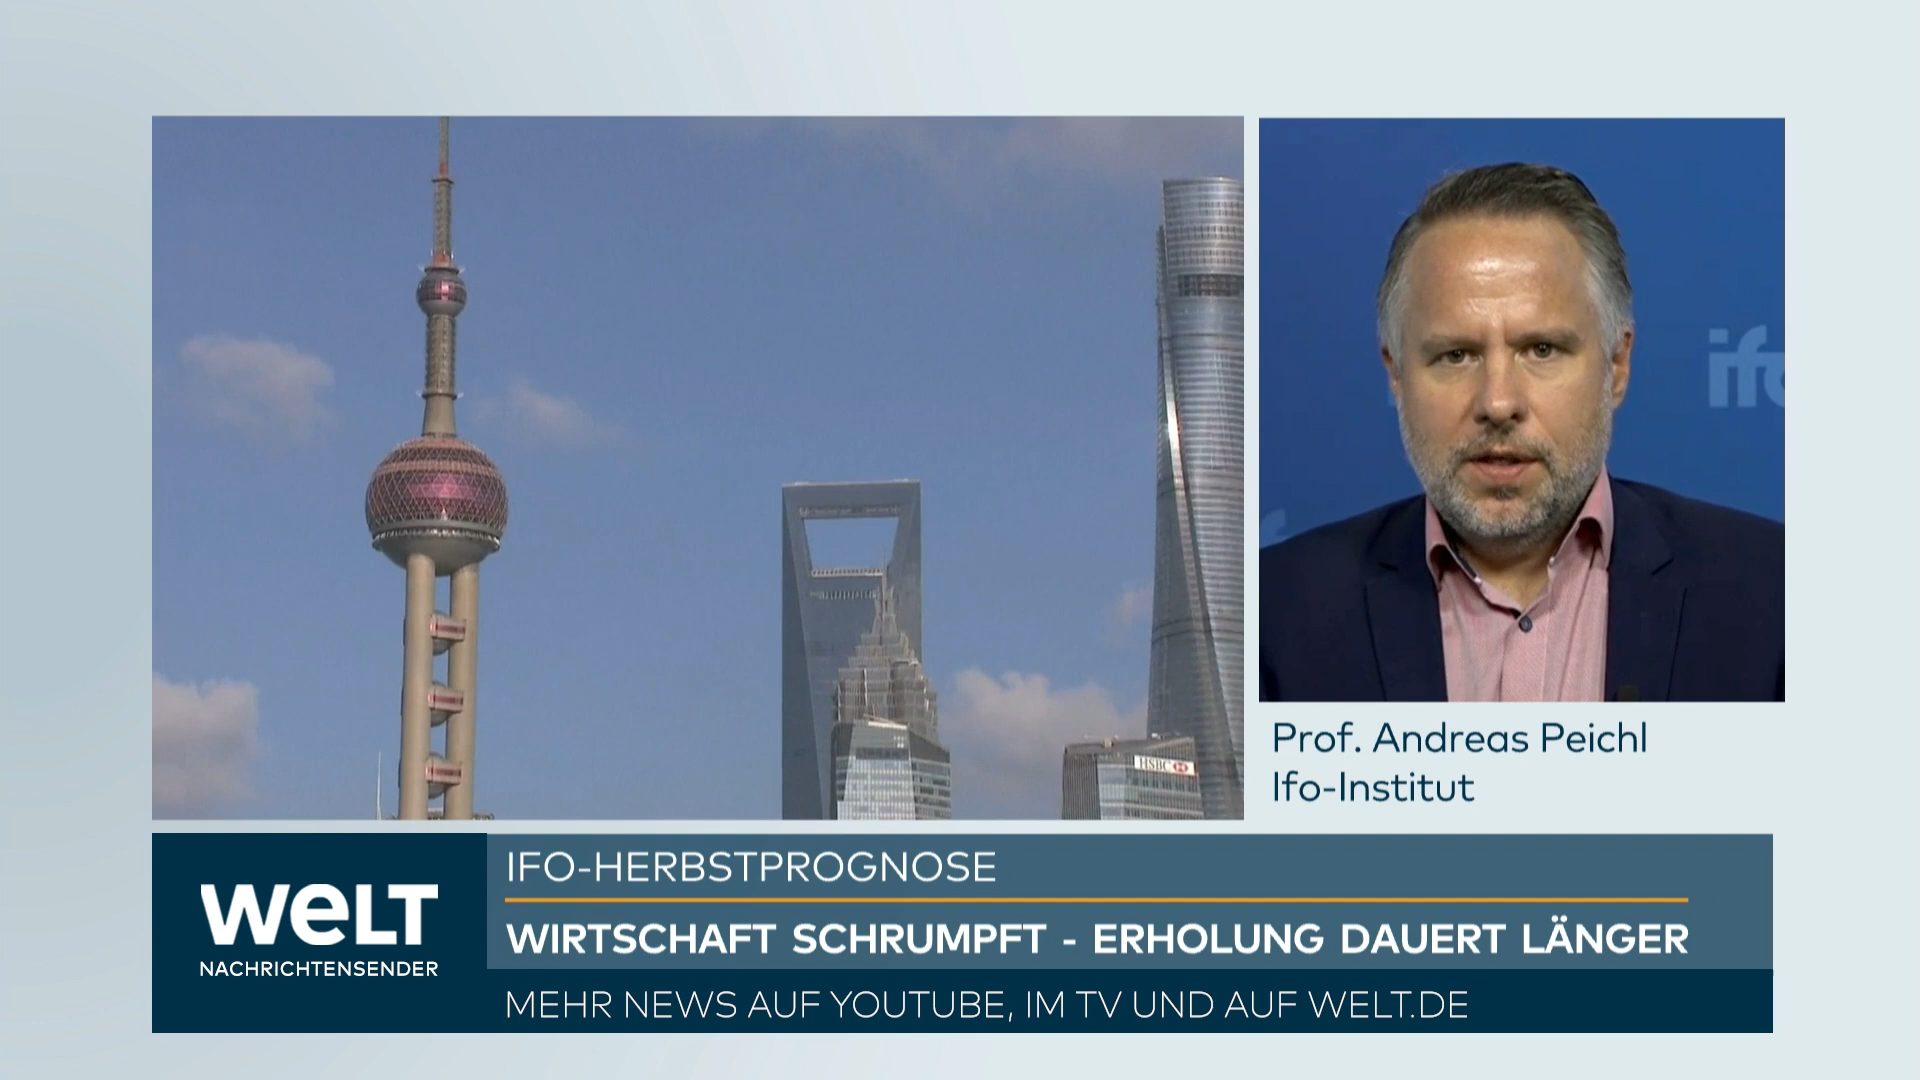 HSBC
ifo
Prof. Andreas Peichl
Ifo-Institut
WELT
NACHRICHTENSENDER
IFO-HERBSTPROGNOSE
WIRTSCHAFT SCHRUMPFT - ERHOLUNG DAUERT LÄNGER
MEHR NEWS AUF YOUTUBE, IM TV UND AUF WELT.DE